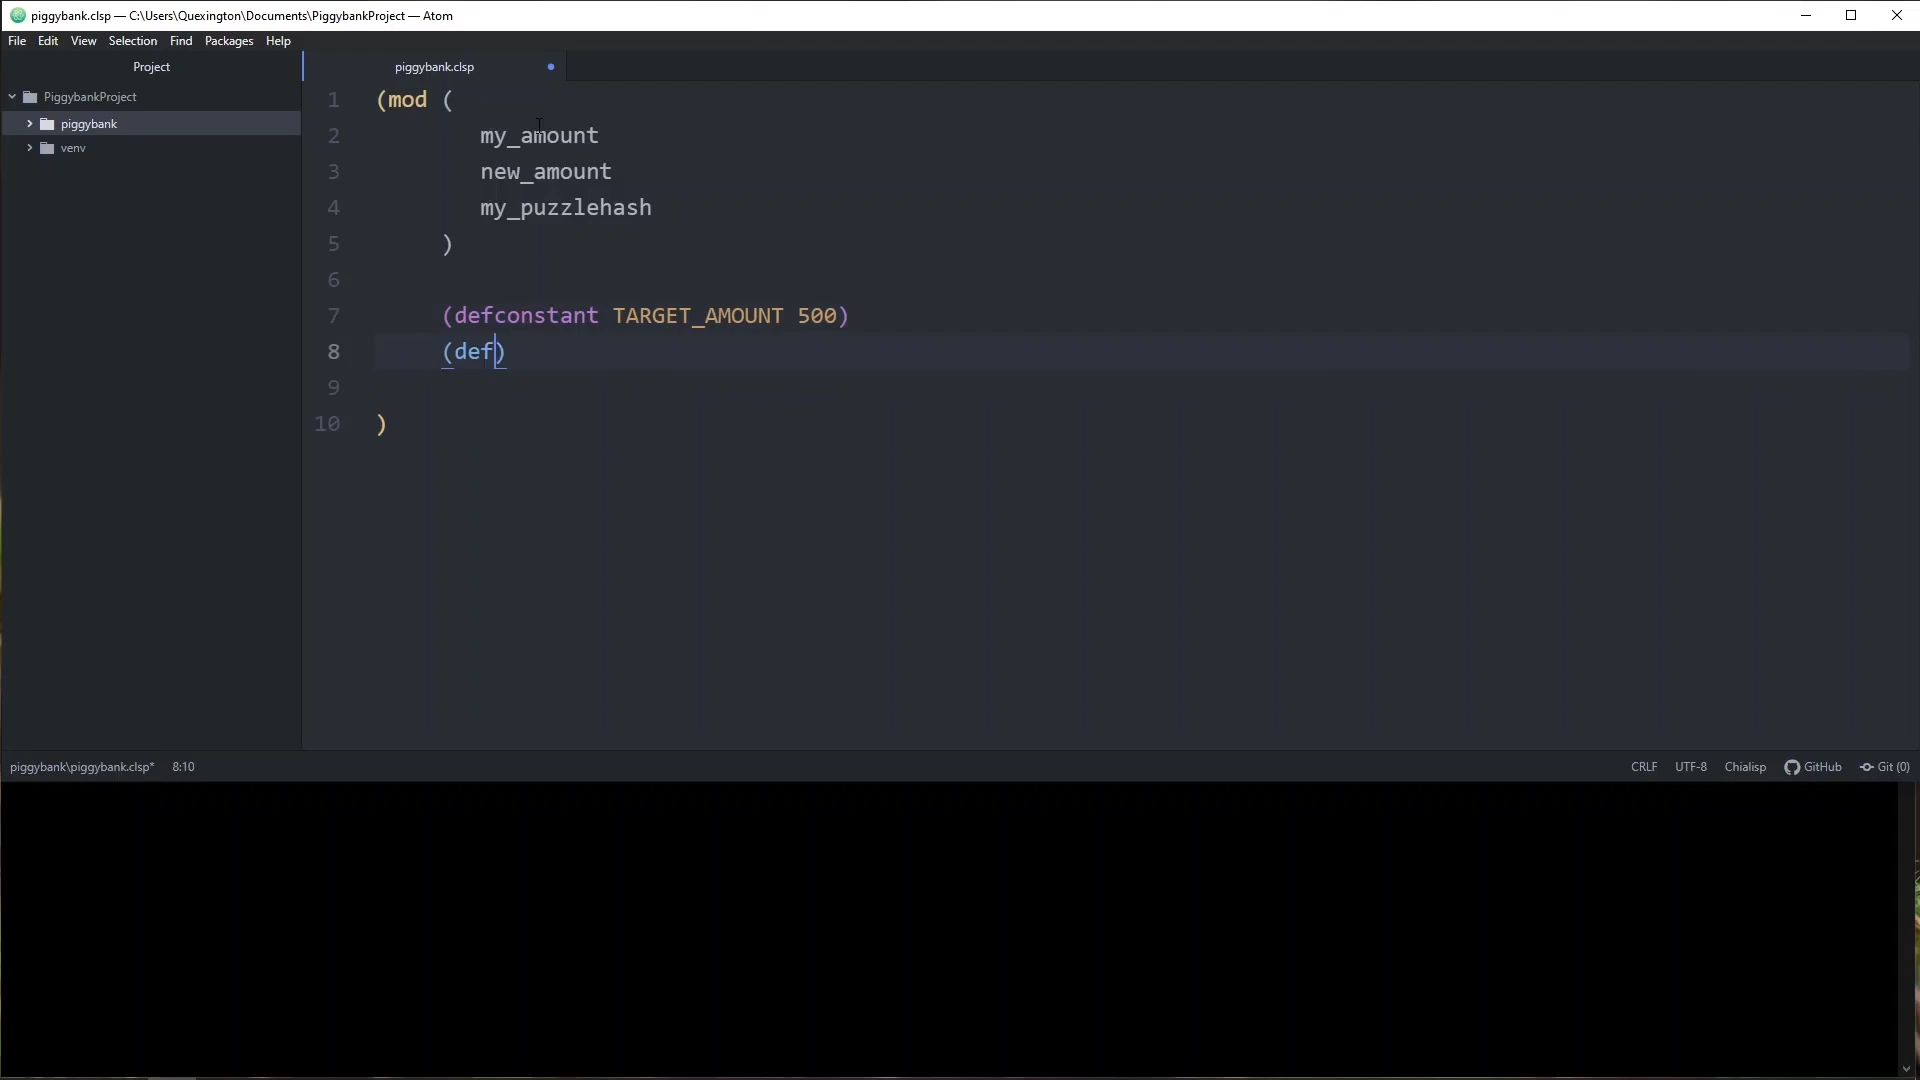 piggybank.clsp — C:\Users\Quexington\Documents\PiggybankProject — Atom
File Edit View Selection Find Packages Help
Project
piggybank.clsp
PiggybankProject
piggybank
venv
1 (mod (
2 my_amount
3 new_amount
4 my_puzzlehash
5 )
6
7 (defconstant TARGET_AMOUNT 500)
8 (def)
9
10 )
piggybank\piggybank.clsp* 8:10 CRLF UTF-8 Chialisp GitHub Git (0)